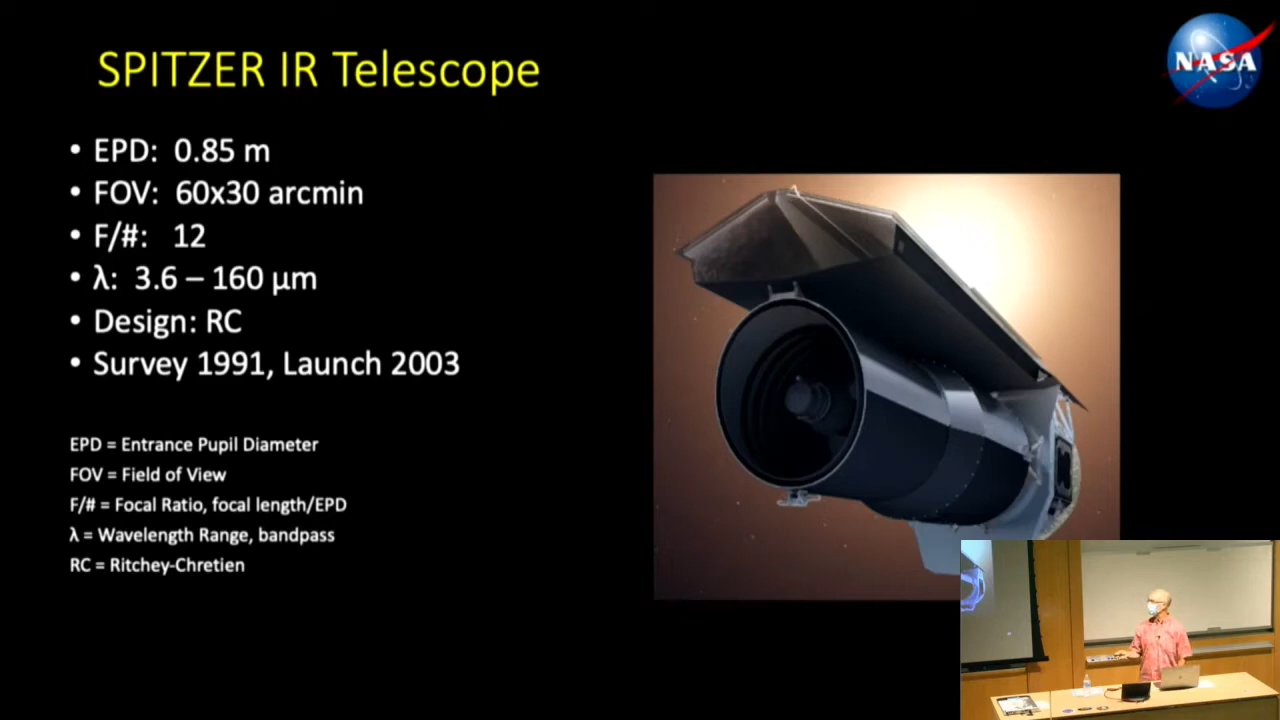 SPITZER IR Telescope
NASA
• EPD: 0.85 m
• FOV: 60x30 arcmin
• F/#: 12
• λ: 3.6 – 160 µm
• Design: RC
• Survey 1991, Launch 2003
EPD = Entrance Pupil Diameter
FOV = Field of View
F/# = Focal Ratio, focal length/EPD
λ = Wavelength Range, bandpass
RC = Ritchey-Chretien